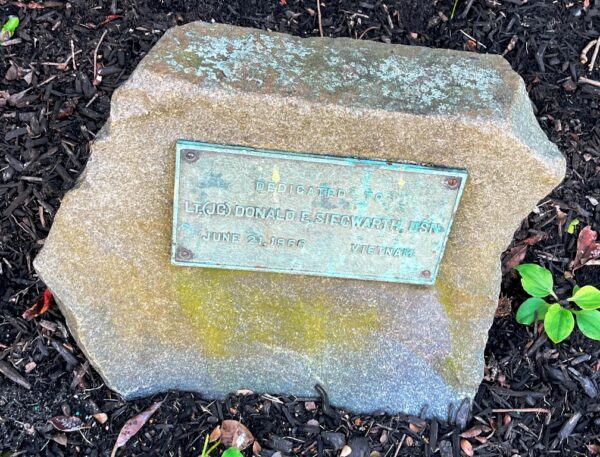 DEDICATED TO
LT.(JG) DONALD E. SIEGWARTH, USN
JUNE 21, 1966 VIETNAM